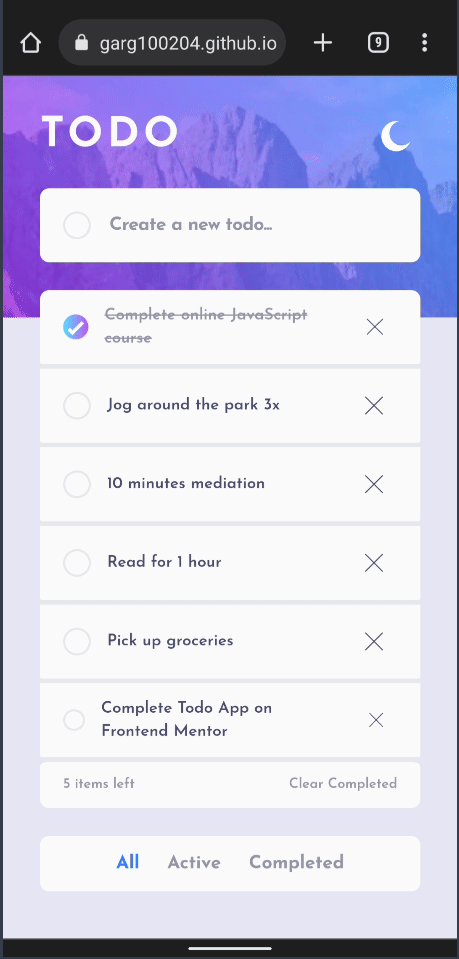 garg100204.github.io
9
TODO
Create a new todo...
Complete online JavaScript
course
Jog around the park 3x
10 minutes mediation
Read for 1 hour
Pick up groceries
Complete Todo App on
Frontend Mentor
5 items left Clear Completed
All Active Completed